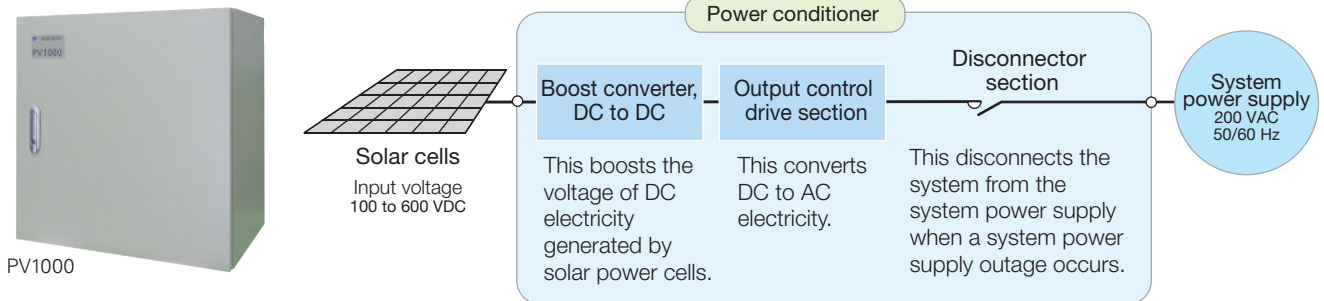 PV1000
PV1000
Solar cells
Input voltage
100 to 600 VDC
Power conditioner
Boost converter,
DC to DC
This boosts the
voltage of DC
electricity
generated by
solar power cells.
Output control
drive section
This converts
DC to AC
electricity.
Disconnector
section
This disconnects the
system from the
system power supply
when a system power
supply outage occurs.
System
power supply
200 VAC
50/60 Hz